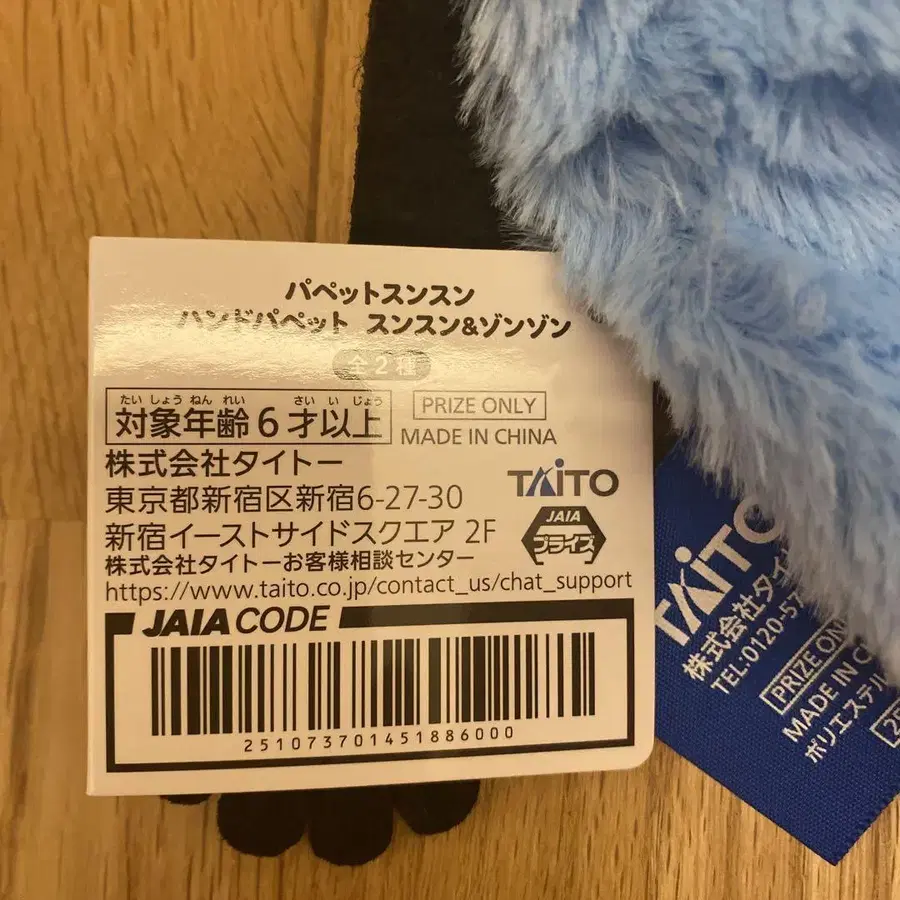 パペットスンスン
ハンドパペット スンスン&ゾンゾン
全2種
たいしょうねんれい さいいじょう
対象年齢6才以上
PRIZE ONLY
MADE IN CHINA
株式会社タイトー
東京都新宿区新宿6-27-30
新宿イーストサイドスクエア 2F
株式会社タイトーお客様相談センター
https://www.taito.co.jp/contact_us/chat_support
TAITO
JAIA
プライズ
JAIA CODE
251073701451886000
TAITO
株式会社タイ
TEL:0120-57
PRIZE ONLY
MADE IN C
ポリエステル